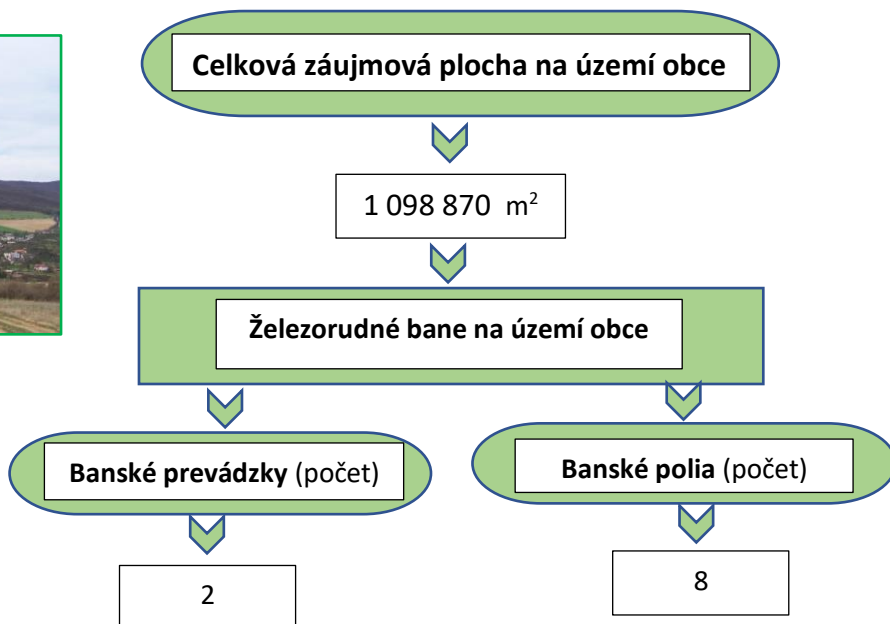 Celková záujmová plocha na území obce
1 098 870 m²
Železorudné bane na území obce
Banské prevádzky (počet)
Banské polia (počet)
2
8